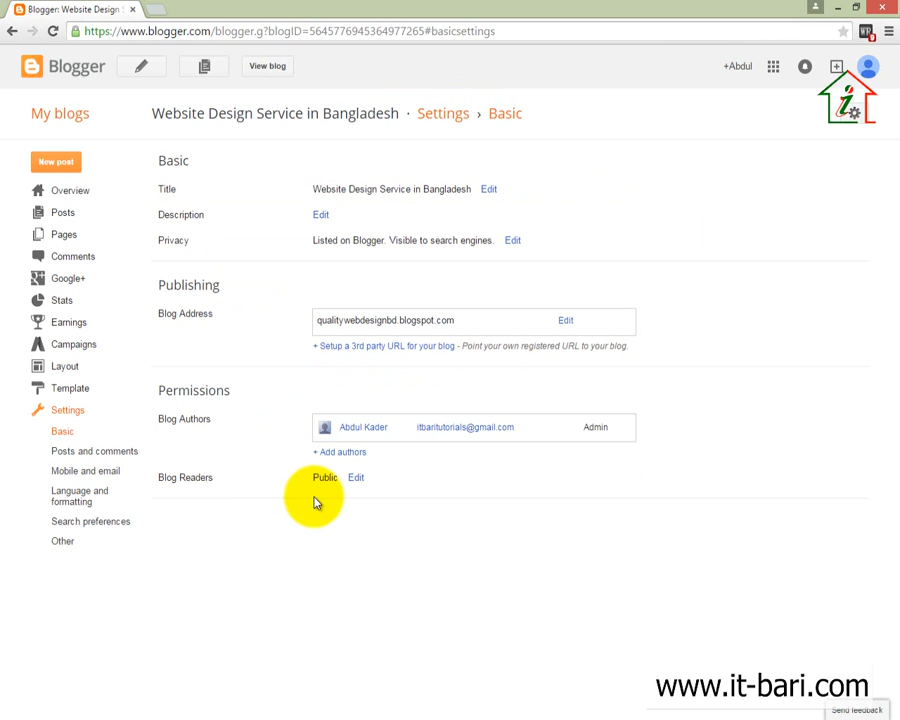 Blogger: Website Design
https://www.blogger.com/blogger.g?blogID=5645776945364977265#basicsettings
Blogger
View blog
+Abdul
My blogs
Website Design Service in Bangladesh · Settings › Basic
New post
Overview
Posts
Pages
Comments
Google+
Stats
Earnings
Campaigns
Layout
Template
Settings
Basic
Posts and comments
Mobile and email
Language and
formatting
Search preferences
Other
Basic
Title Website Design Service in Bangladesh Edit
Description Edit
Privacy Listed on Blogger. Visible to search engines. Edit
Publishing
Blog Address qualitywebdesignbd.blogspot.com Edit
+ Setup a 3rd party URL for your blog - Point your own registered URL to your blog.
Permissions
Blog Authors Abdul Kader itbaritutorials@gmail.com Admin
+ Add authors
Blog Readers Public Edit
www.it-bari.com
Send feedback